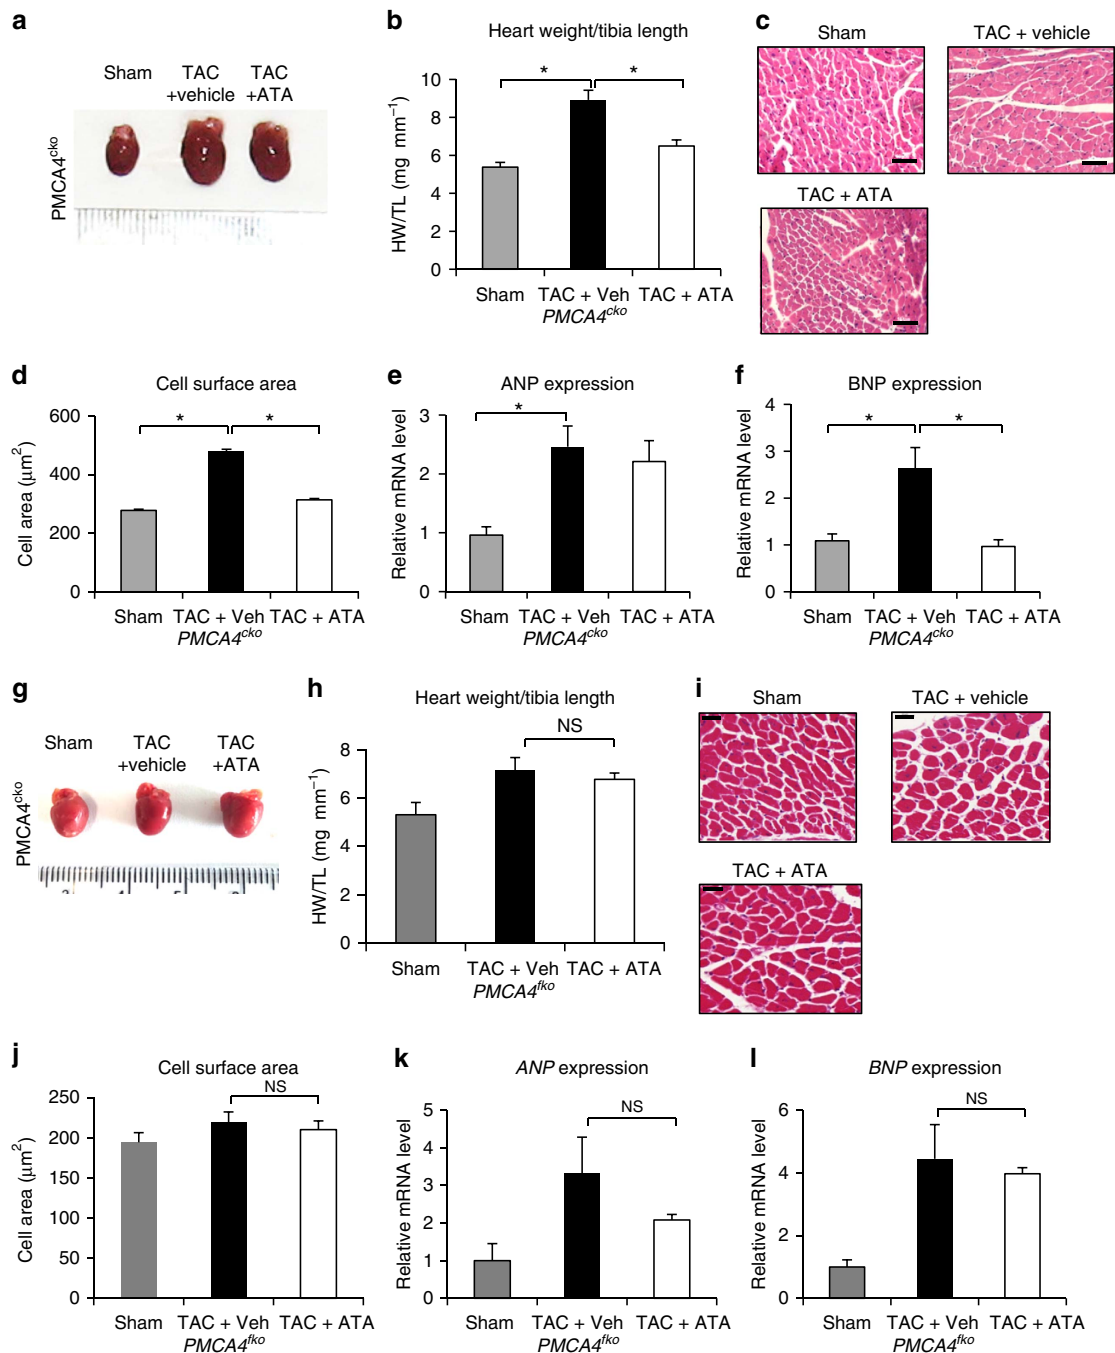 a
Sham
TAC
+vehicle
TAC
+ATA
PMCA4cko
b
Heart weight/tibia length
HW/TL (mg mm−1)
10
8
6
4
2
0
*
*
Sham
TAC + Veh
TAC + ATA
PMCA4cko
c
Sham
TAC + vehicle
TAC + ATA
d
Cell surface area
Cell area (μm2)
600
400
200
0
*
*
Sham
TAC + Veh
TAC + ATA
PMCA4cko
e
ANP expression
Relative mRNA level
3
2
1
0
*
Sham
TAC + Veh
TAC + ATA
PMCA4cko
f
BNP expression
Relative mRNA level
4
3
2
1
0
*
*
Sham
TAC + Veh
TAC + ATA
PMCA4cko
g
Sham
TAC
+vehicle
TAC
+ATA
PMCA4cko
h
Heart weight/tibia length
HW/TL (mg mm−1)
8
6
4
2
0
NS
Sham
TAC + Veh
TAC + ATA
PMCA4fko
i
Sham
TAC + vehicle
TAC + ATA
j
Cell surface area
Cell area (μm2)
250
200
150
100
50
0
NS
Sham
TAC + Veh
TAC + ATA
PMCA4fko
k
ANP expression
Relative mRNA level
5
4
3
2
1
0
NS
Sham
TAC + Veh
TAC + ATA
PMCA4fko
l
BNP expression
Relative mRNA level
6
4
2
0
NS
Sham
TAC + Veh
TAC + ATA
PMCA4fko